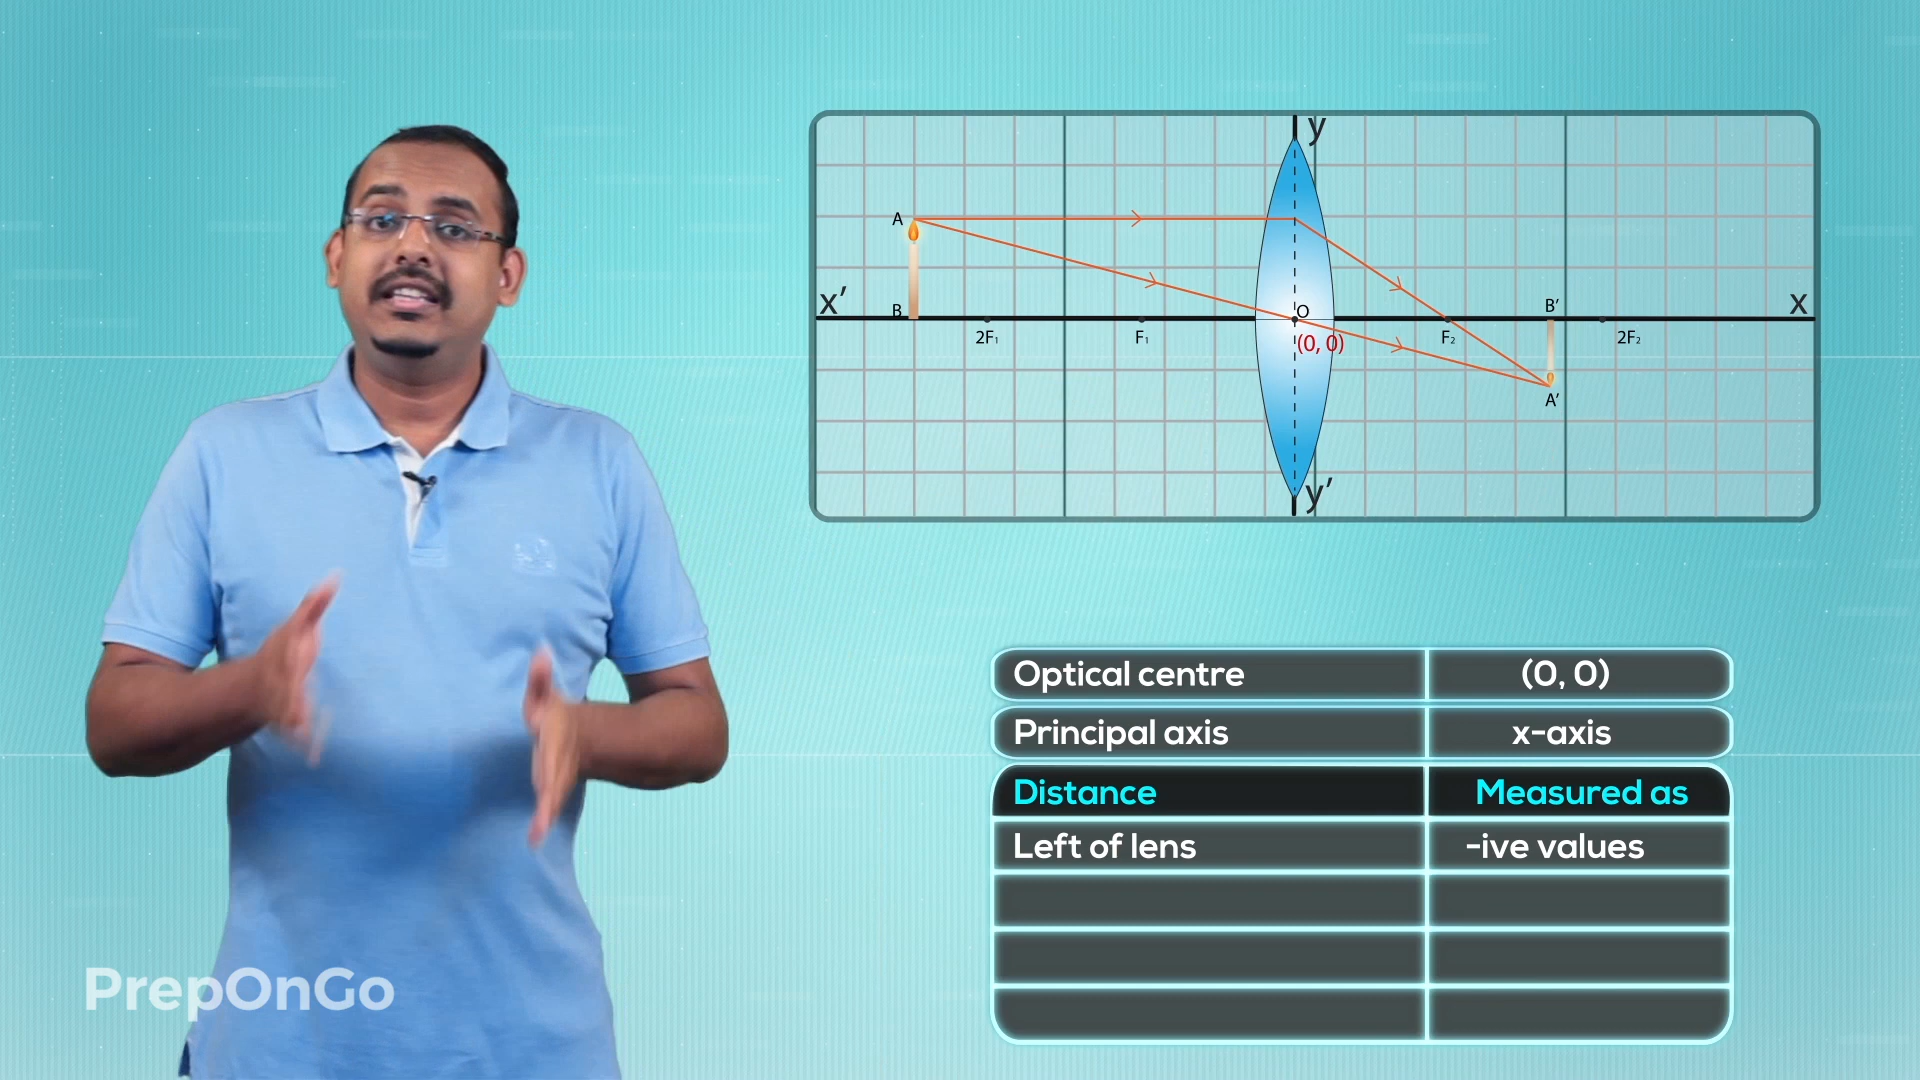 y
A
x′
B
O
B′
x
2F₁
F₁
(0, 0)
F₂
2F₂
A′
y′
Optical centre (0, 0)
Principal axis x-axis
Distance Measured as
Left of lens -ive values
PrepOnGo